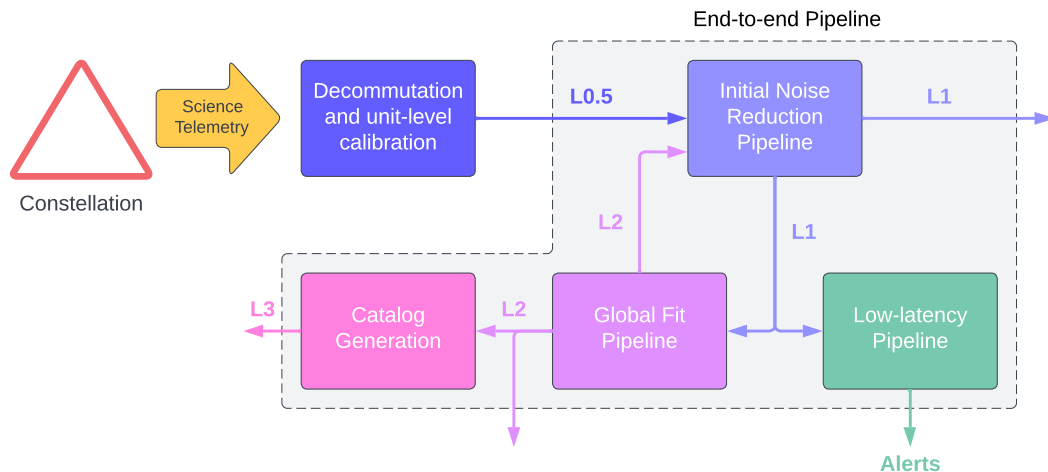 End-to-end Pipeline
Science
Telemetry
Constellation
Decommutation
and unit-level
calibration
L0.5
Initial Noise
Reduction
Pipeline
L1
L2
L1
L3
Catalog
Generation
L2
Global Fit
Pipeline
Low-latency
Pipeline
Alerts